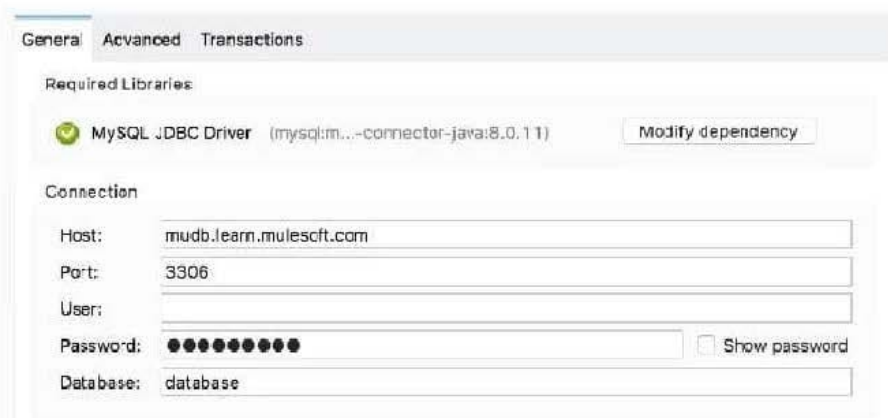 General Advanced Transactions
Required Libraries
MySQL JDBC Driver (mysql:m...-connector-java:8.0.11) Modify dependency
Connection
Host: mudb.learn.mulesoft.com
Port: 3306
User:
Password: ●●●●●●●●● Show password
Database: database